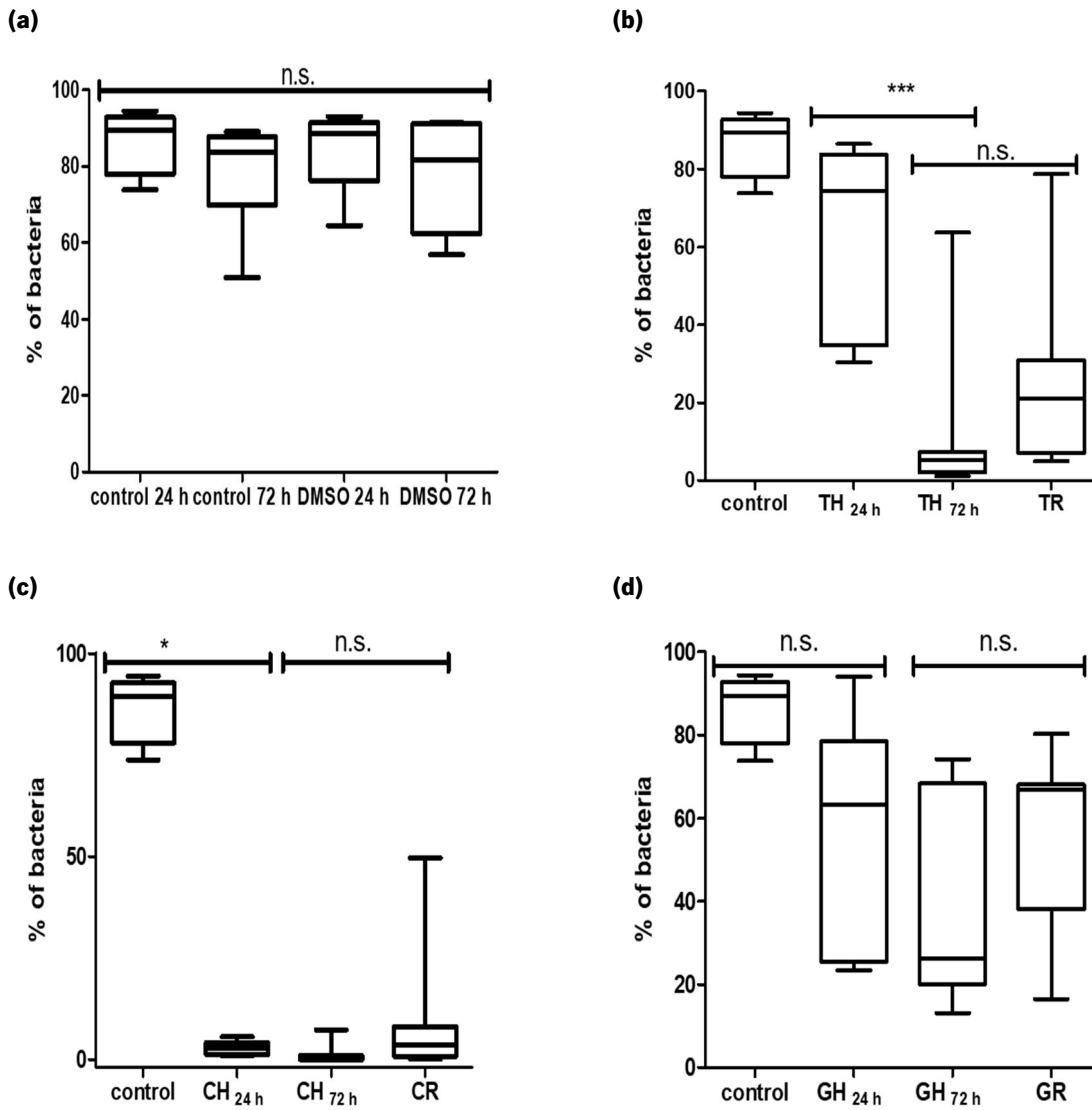 (a)
n.s.
100
80
60
40
20
0
% of bacteria
control 24 h control 72 h DMSO 24 h DMSO 72 h
(b)
***
n.s.
100
80
60
40
20
0
% of bacteria
control TH 24 h TH 72 h TR
(c)
* n.s.
100
50
0
% of bacteria
control CH 24 h CH 72 h CR
(d)
n.s. n.s.
100
80
60
40
20
0
% of bacteria
control GH 24 h GH 72 h GR